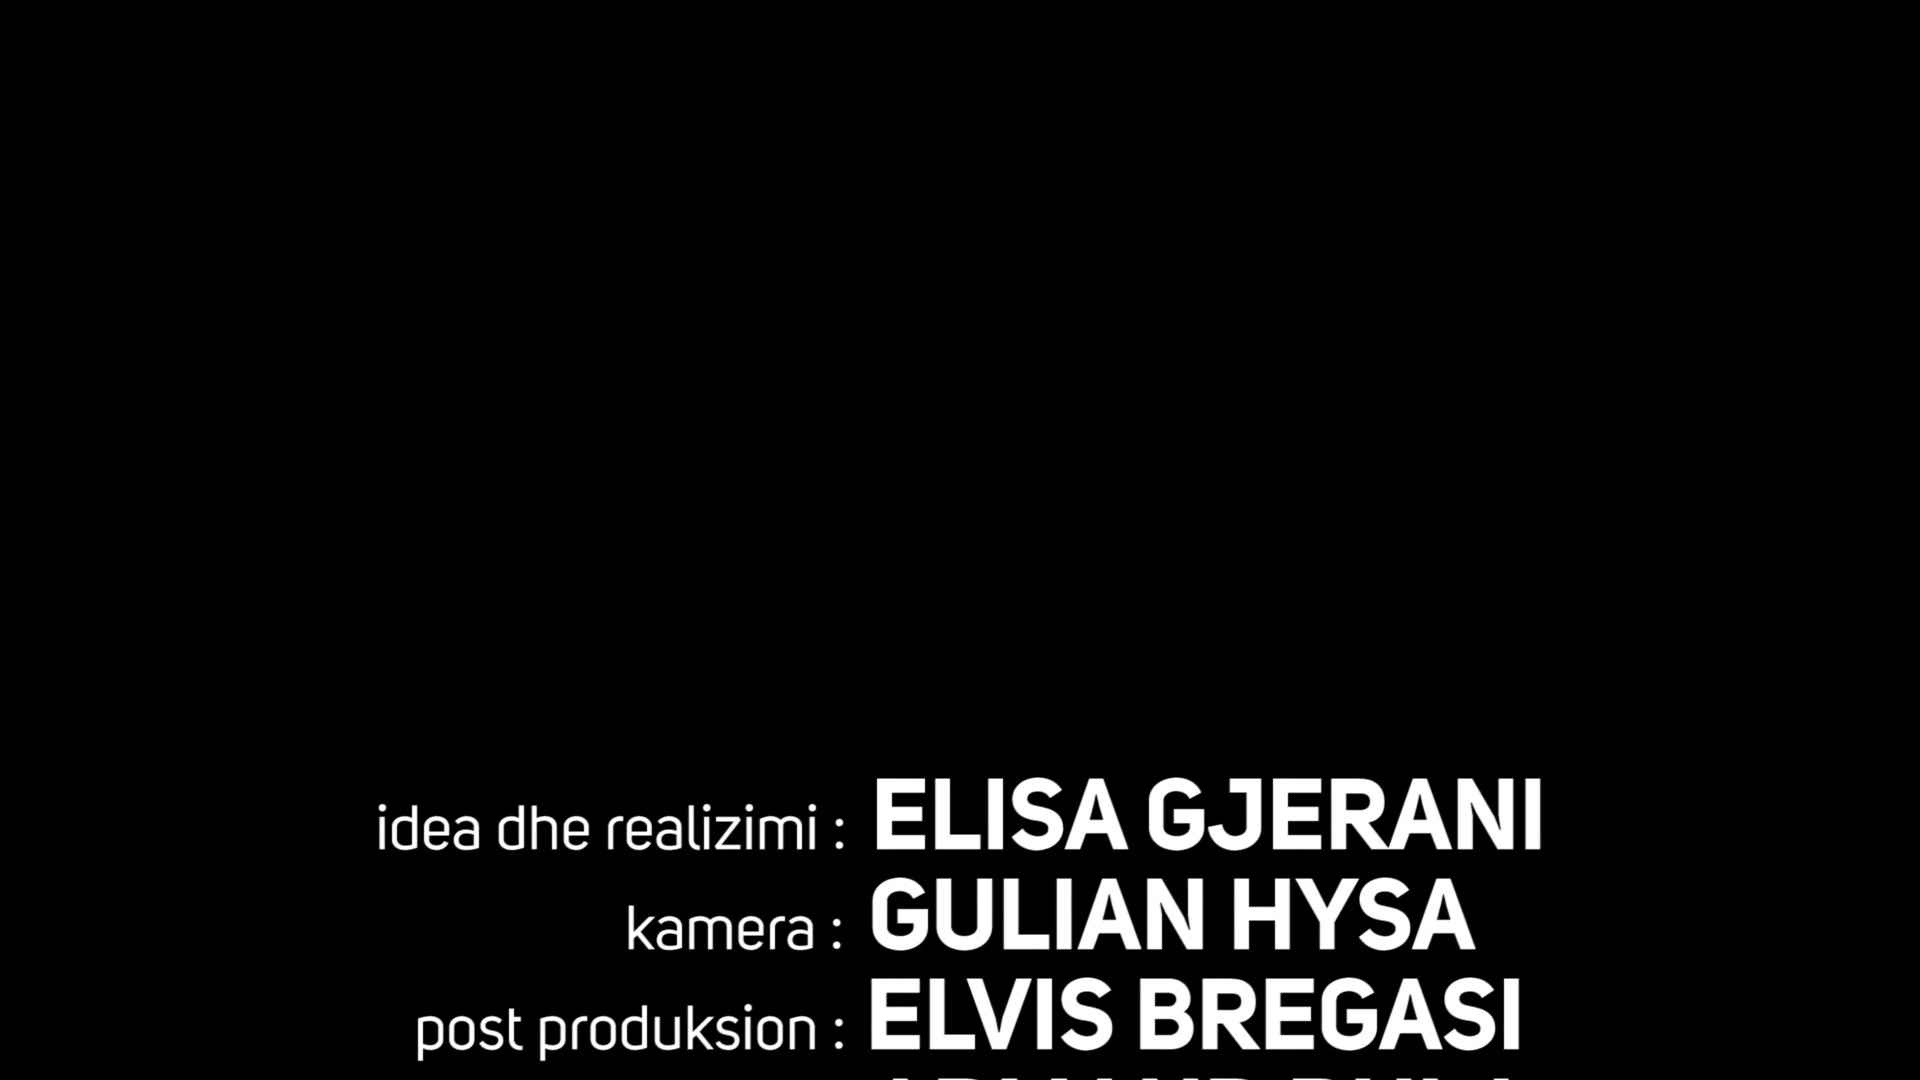 idea dhe realizimi : ELISA GJERANI
kamera : GULIAN HYSA
post produksion : ELVIS BREGASI